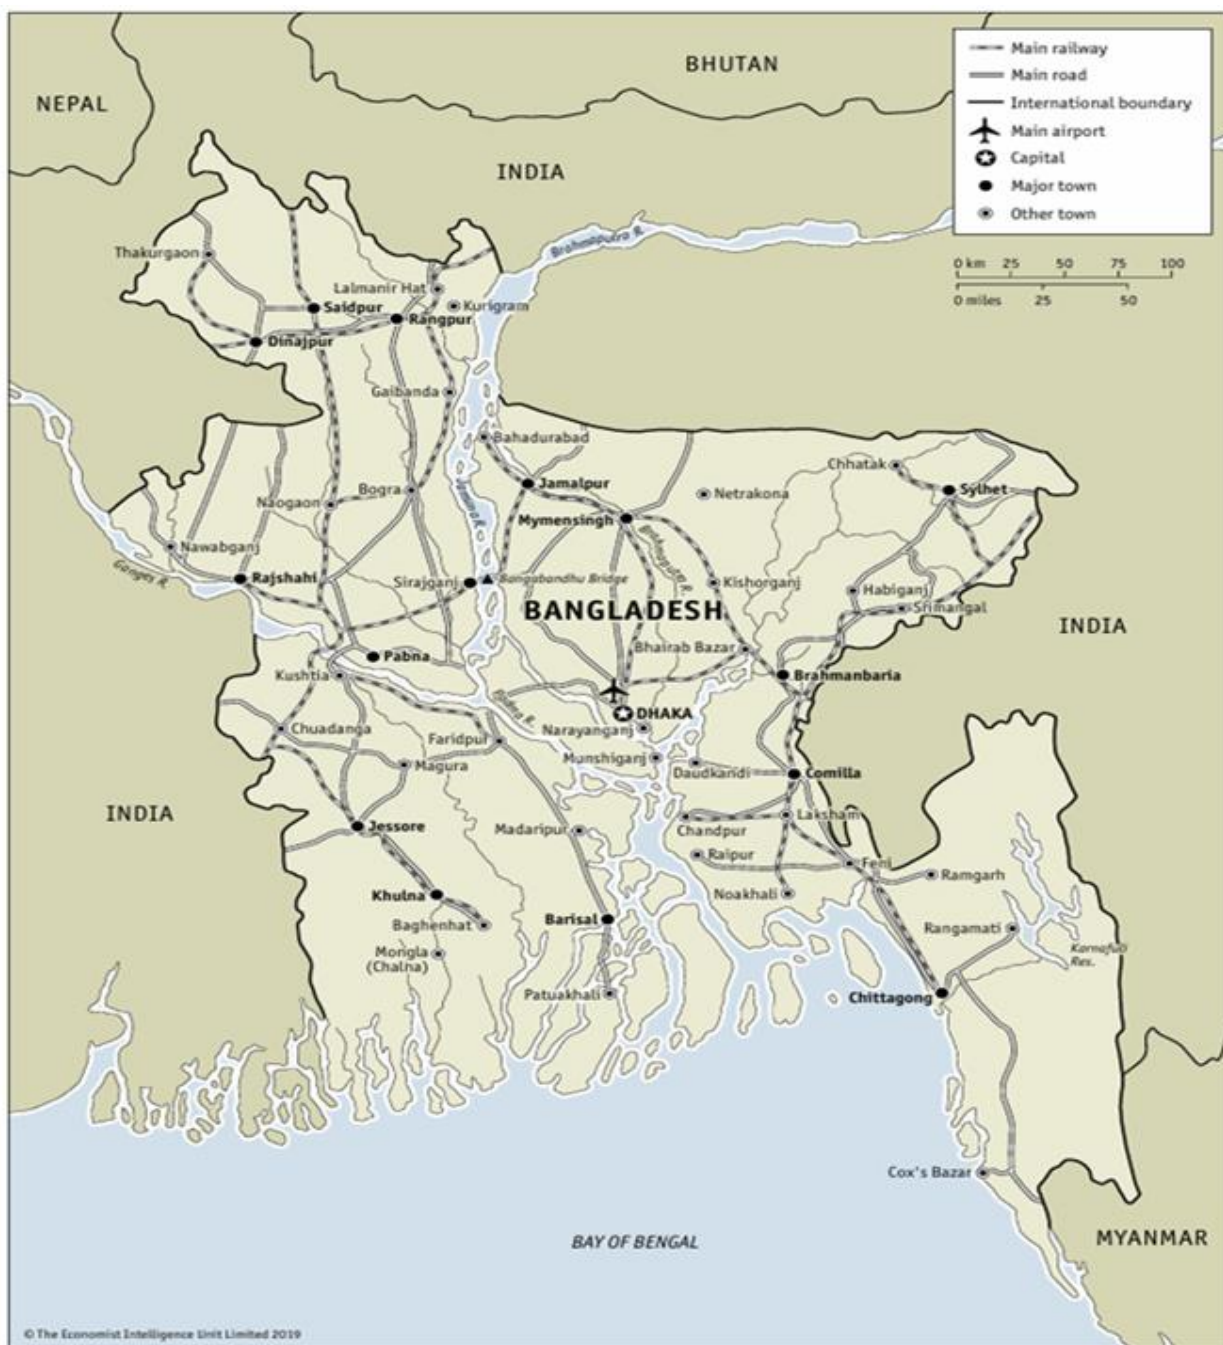 BHUTAN
NEPAL
INDIA
Main railway
Main road
International boundary
Main airport
Capital
Major town
Other town
0 km 25 50 75 100
0 miles 25 50
Brahmaputra R.
Thakurgaon
Lalmanir Hat
Saidpur
Kurigram
Rangpur
Dinajpur
Gaibanda
Bahadurabad
Chhatak
Jamalpur
Sylhet
Bogra
Netrakona
Naogaon
Jamuna R.
Mymensingh
Brahmaputra R.
Nawabganj
Ganges R.
Rajshahi
Sirajganj
Bangabandhu Bridge
Kishorganj
Habiganj
BANGLADESH
Srimangal
INDIA
Bhairab Bazar
Pabna
Kushtia
Brahmanbaria
Padma R.
DHAKA
Chuadanga
Narayanganj
Faridpur
Munshiganj
Magura
Daudkandi
Comilla
INDIA
Jessore
Madaripur
Chandpur
Laksham
Raipur
Feni
Ramgarh
Khulna
Noakhali
Baghenhat
Barisal
Rangamati
Mongla
(Chalna)
Karnafuli
Res.
Patuakhali
Chittagong
Cox's Bazar
BAY OF BENGAL
MYANMAR
© The Economist Intelligence Unit Limited 2019